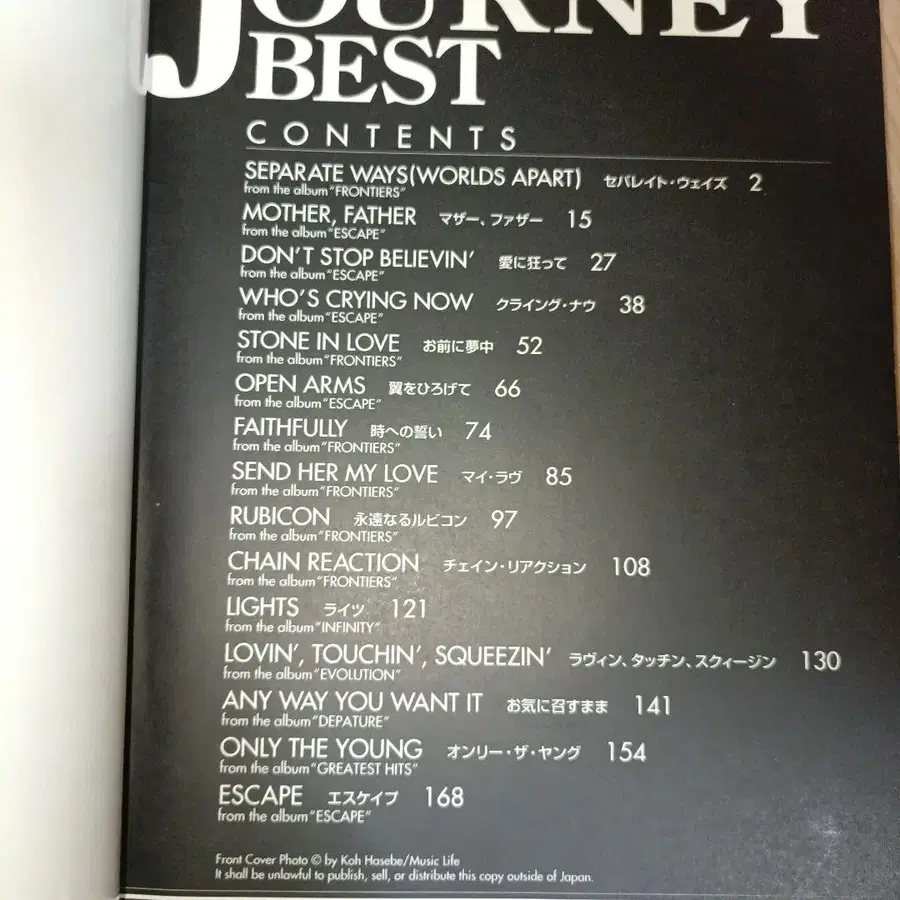 JOURNEY
BEST
CONTENTS
SEPARATE WAYS(WORLDS APART) セパレイト・ウェイズ 2
from the album"FRONTIERS"
MOTHER, FATHER マザー、ファザー 15
from the album"ESCAPE"
DON'T STOP BELIEVIN' 愛に狂って 27
from the album"ESCAPE"
WHO'S CRYING NOW クライング・ナウ 38
from the album"ESCAPE"
STONE IN LOVE お前に夢中 52
from the album"FRONTIERS"
OPEN ARMS 翼をひろげて 66
from the album"ESCAPE"
FAITHFULLY 時への誓い 74
from the album"FRONTIERS"
SEND HER MY LOVE マイ・ラヴ 85
from the album"FRONTIERS"
RUBICON 永遠なるルビコン 97
from the album"FRONTIERS"
CHAIN REACTION チェイン・リアクション 108
from the album"FRONTIERS"
LIGHTS ライツ 121
from the album"INFINITY"
LOVIN', TOUCHIN', SQUEEZIN' ラヴィン、タッチン、スクィージン 130
from the album"EVOLUTION"
ANY WAY YOU WANT IT お気に召すまま 141
from the album"DEPATURE"
ONLY THE YOUNG オンリー・ザ・ヤング 154
from the album"GREATEST HITS"
ESCAPE エスケイプ 168
from the album"ESCAPE"
Front Cover Photo © by Koh Hasebe/Music Life
It shall be unlawful to publish, sell, or distribute this copy outside of Japan.